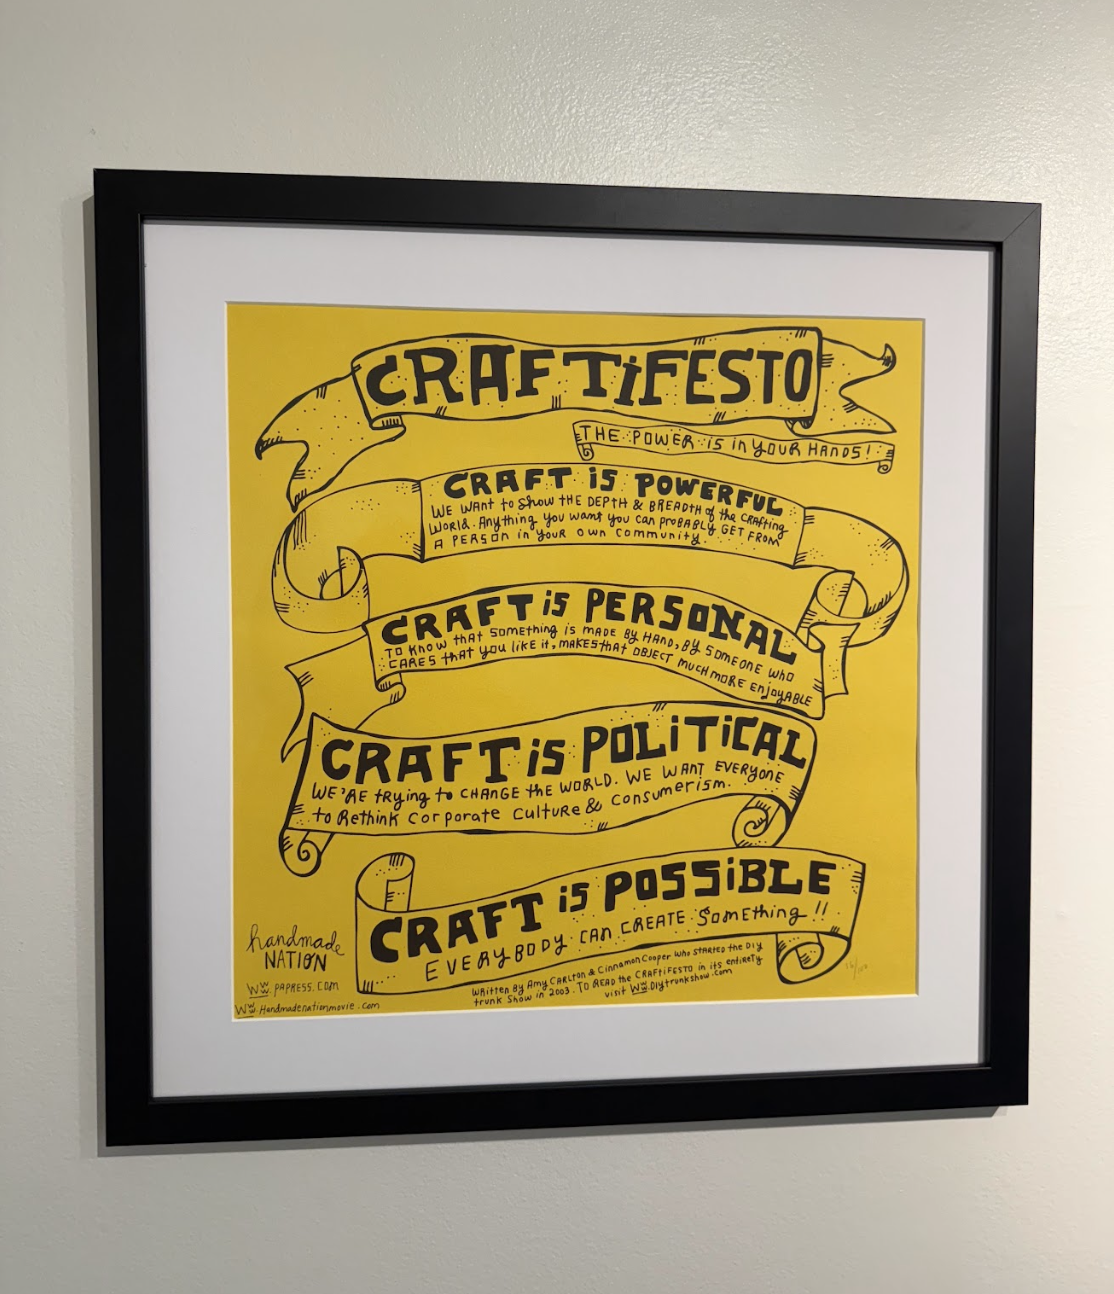 CRAFTiFESTO
THE POWER iS in YOUR HANDS!
CRAFT iS POWERFUL
WE WANT to Show THE DEPTH & BREADTH of the CRAfting
WORLD. Anything you want you can pROBABLY GET FROM
A PERSON in YOUR own Community.
CRAFT iS PERSONAL
TO KNOW THAT SOMETHING IS MADE BY HAND, By SOMEONE WHO
CARES tHAT YOU LIKE iT, MAKES tHAT OBJECT MUCH MORE ENJOYABLE
CRAFT iS POLiTiCAL
WE'RE tRying to CHANGE the WORLD. WE WANT EVERYONE
to Rethink Corporate Culture & Consumerism.
CRAFT iS POSSiBLE
EVERYBODY CAN CREATE SomEthing!!
handmade
NATION
WWW.PAPRESS.COM
WWW.Handmadenationmovie.com
WRitten By Amy CARLTON & Cinnamon Cooper Who STARTED the DiY
trunk Show in 2003. TO READ the CRAFTiFESTO in its entiRETY
visit WWW.DIYtrunkshow.com